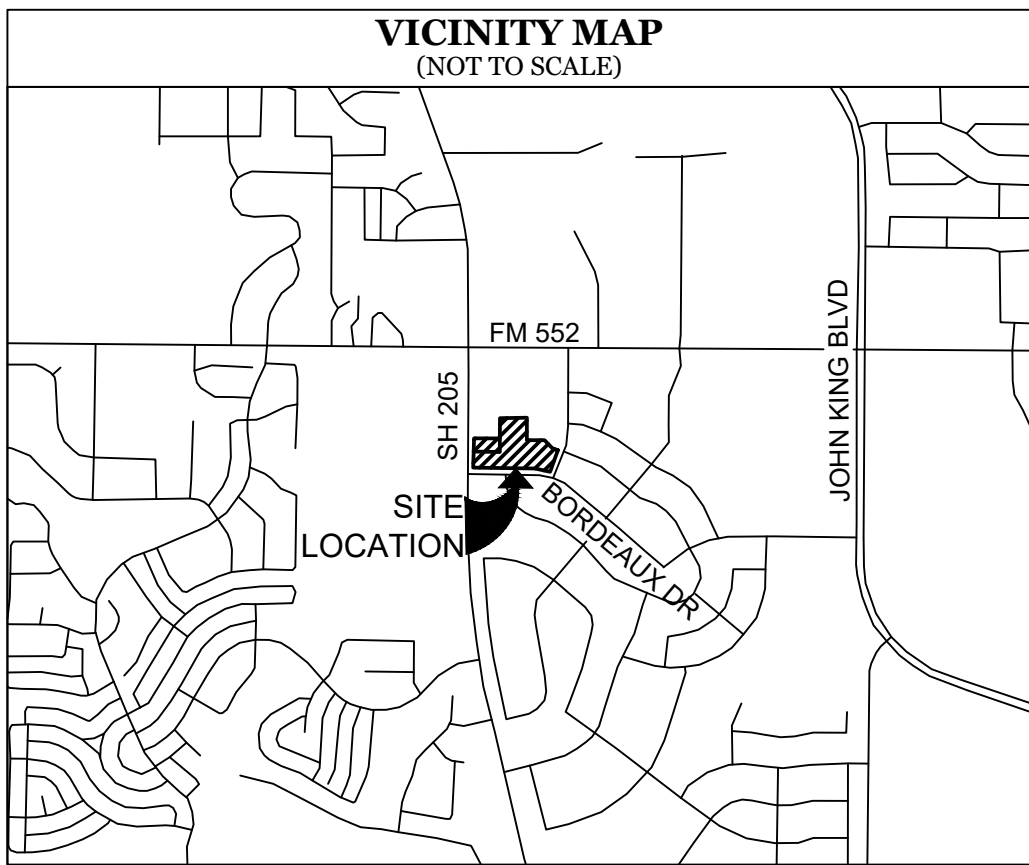 VICINITY MAP
(NOT TO SCALE)
FM 552
SH 205
JOHN KING BLVD
SITE
LOCATION
BORDEAUX DR